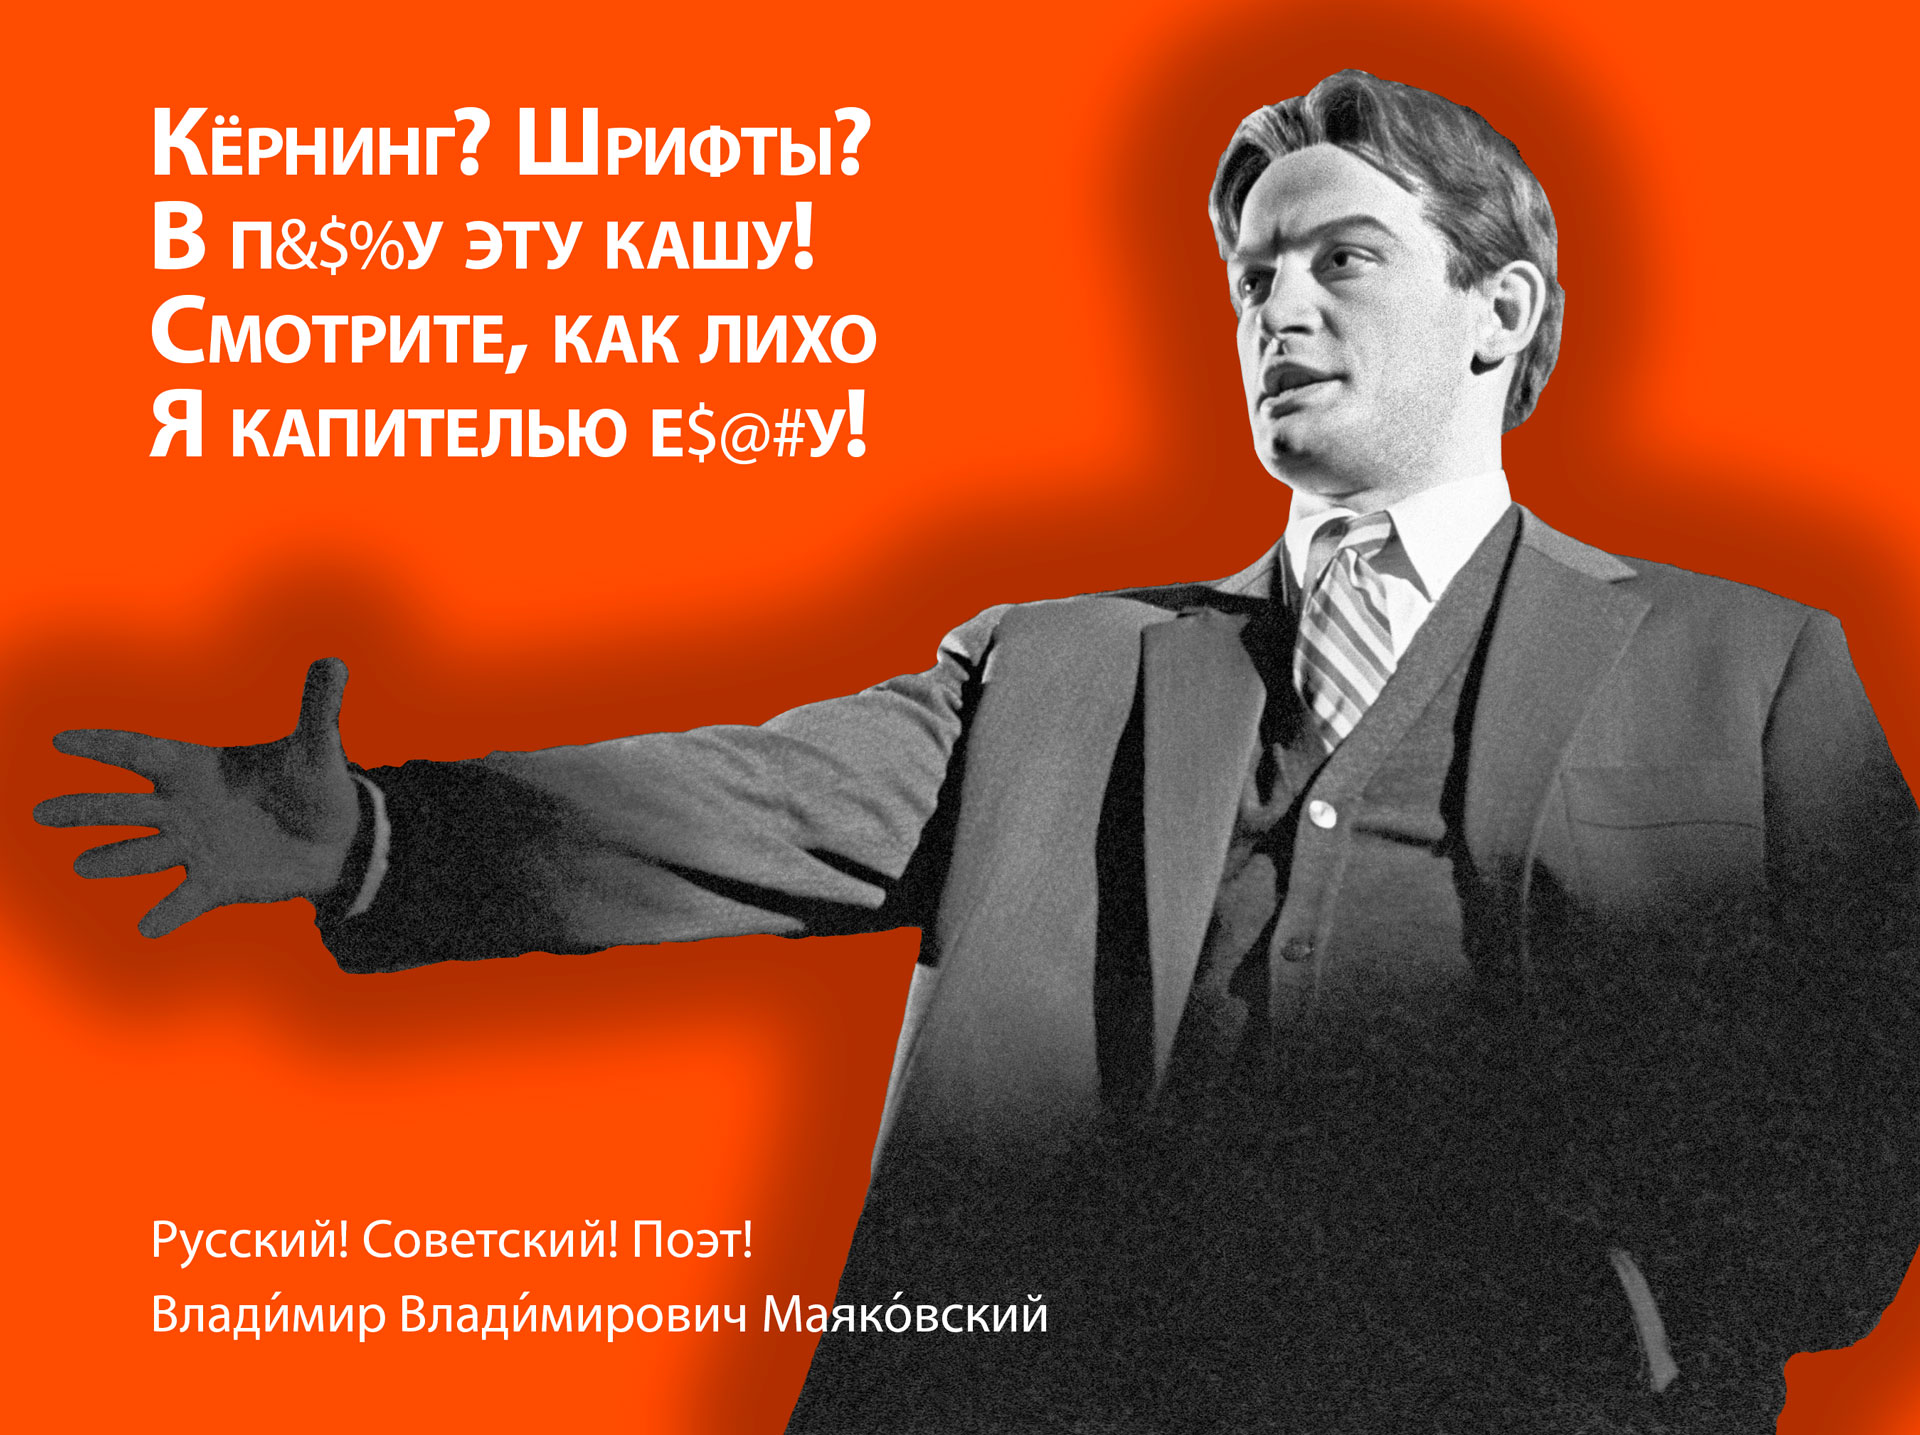 Кёрнинг? Шрифты?
В п&$%у эту кашу!
Смотрите, как лихо
Я капителью е$@#у!
Русский! Советский! Поэт!
Влади́мир Влади́мирович Маяко́вский